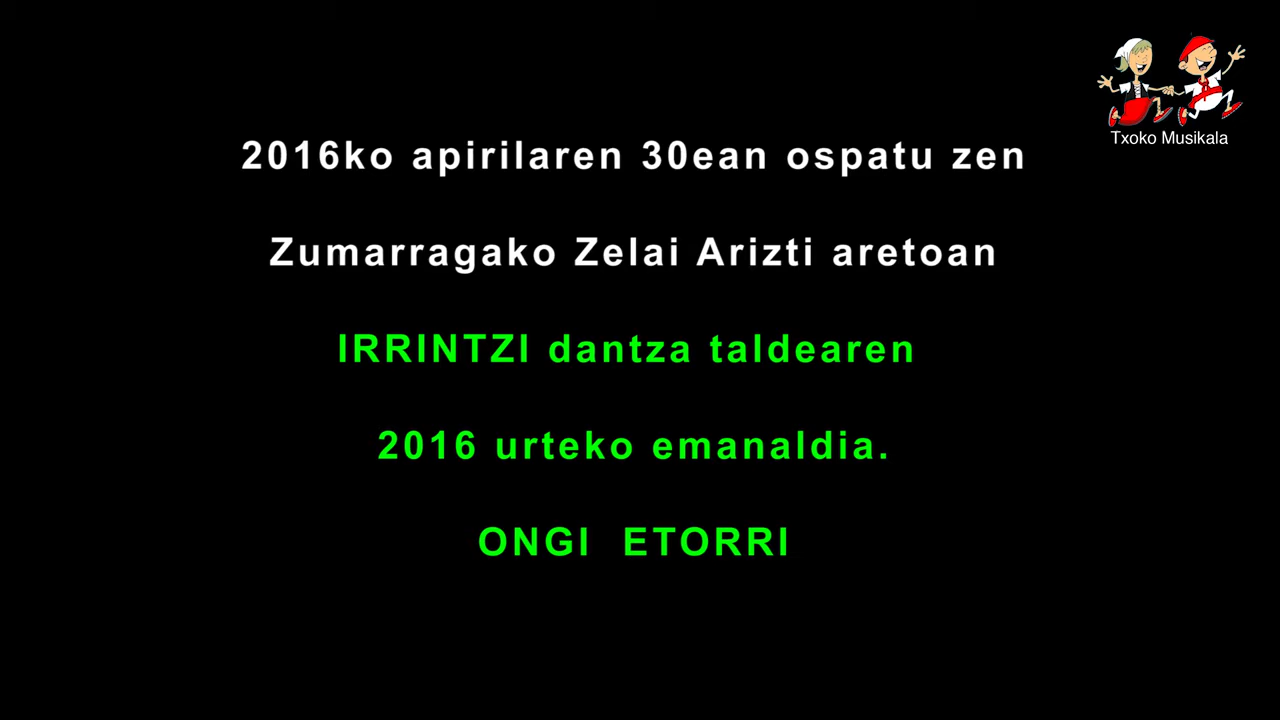 Txoko Musikala
2016ko apirilaren 30ean ospatu zen
Zumarragako Zelai Arizti aretoan
IRRINTZI dantza taldearen
2016 urteko emanaldia.
ONGI ETORRI